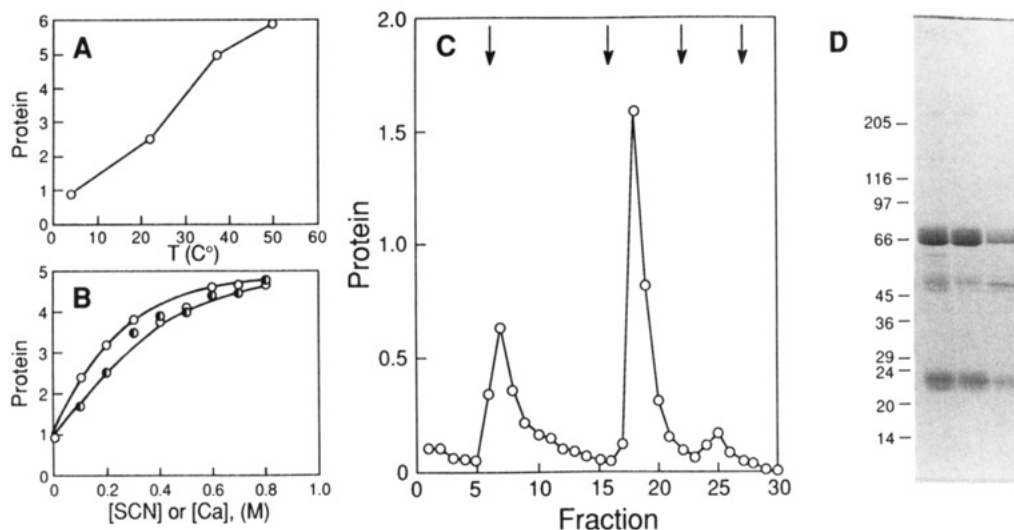 A
Protein
6
5
4
3
2
1
0
0 10 20 30 40 50 60
T (C°)
B
Protein
5
4
3
2
1
0
0 0.2 0.4 0.6 0.8 1.0
[SCN] or [Ca], (M)
C
Protein
2.0
1.5
1.0
0.5
0
0 5 10 15 20 25 30
Fraction
D
205
116
97
66
45
36
29
24
20
14